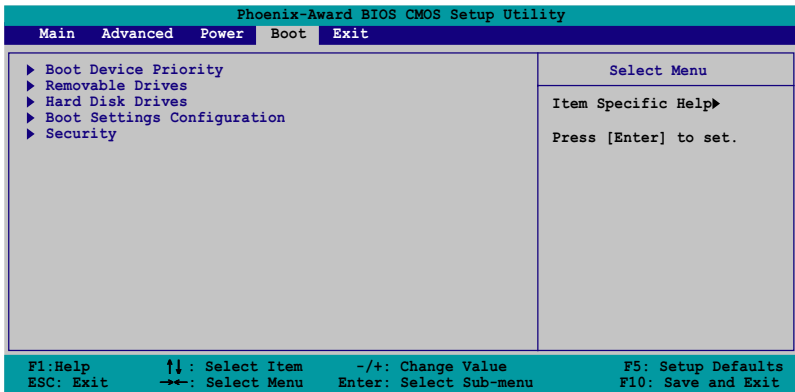 Phoenix-Award BIOS CMOS Setup Utility
Main Advanced Power Boot Exit
Boot Device Priority
Removable Drives
Hard Disk Drives
Boot Settings Configuration
Security
Select Menu
Item Specific Help
Press [Enter] to set.
F1:Help ↑↓: Select Item -/+: Change Value F5: Setup Defaults
ESC: Exit →←: Select Menu Enter: Select Sub-menu F10: Save and Exit